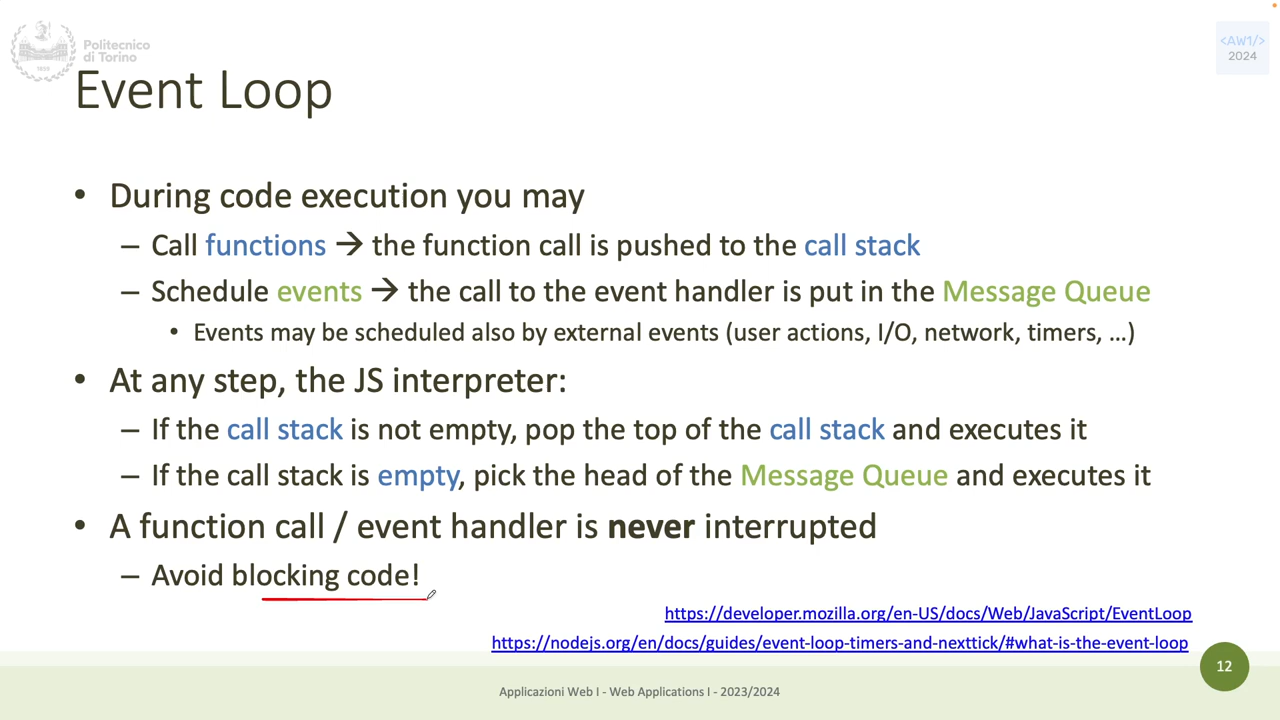 Politecnico
di Torino
1859
<AW1/>
2024
Event Loop
• During code execution you may
– Call functions → the function call is pushed to the call stack
– Schedule events → the call to the event handler is put in the Message Queue
• Events may be scheduled also by external events (user actions, I/O, network, timers, …)
• At any step, the JS interpreter:
– If the call stack is not empty, pop the top of the call stack and executes it
– If the call stack is empty, pick the head of the Message Queue and executes it
• A function call / event handler is never interrupted
– Avoid blocking code!
https://developer.mozilla.org/en-US/docs/Web/JavaScript/EventLoop
https://nodejs.org/en/docs/guides/event-loop-timers-and-nexttick/#what-is-the-event-loop
12
Applicazioni Web I - Web Applications I - 2023/2024